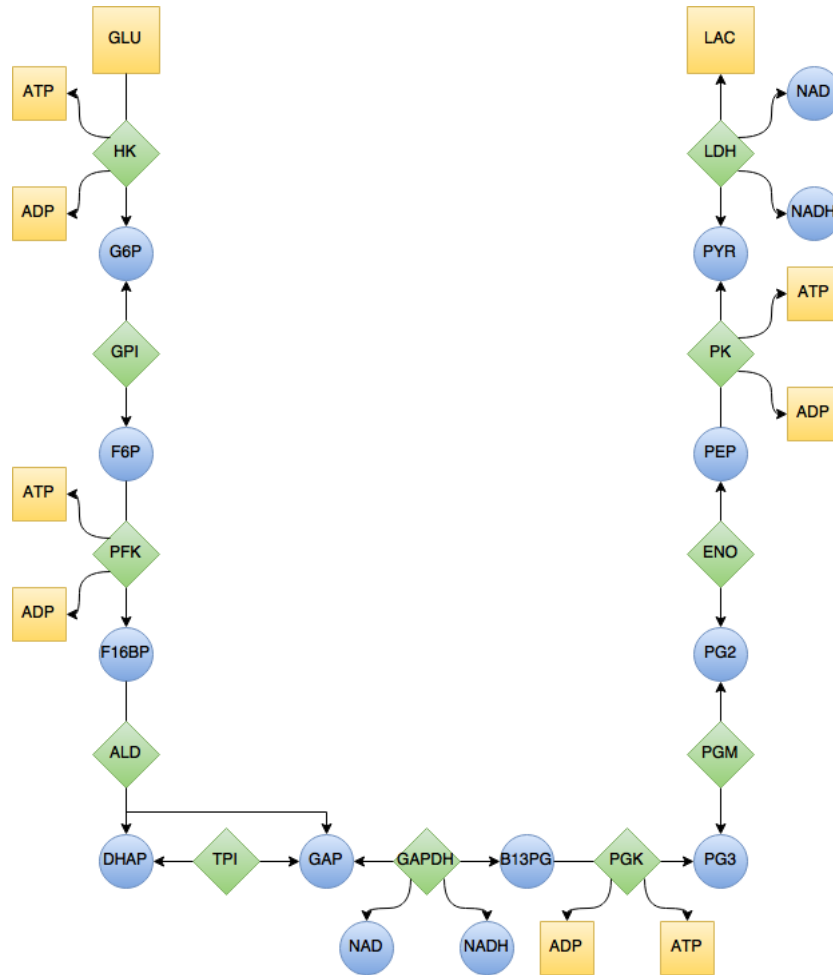 GLU
LAC
ATP
NAD
HK
LDH
ADP
NADH
G6P
PYR
ATP
GPI
PK
ADP
F6P
PEP
ATP
PFK
ENO
ADP
F16BP
PG2
ALD
PGM
DHAP
TPI
GAP
GAPDH
B13PG
PGK
PG3
NAD
NADH
ADP
ATP